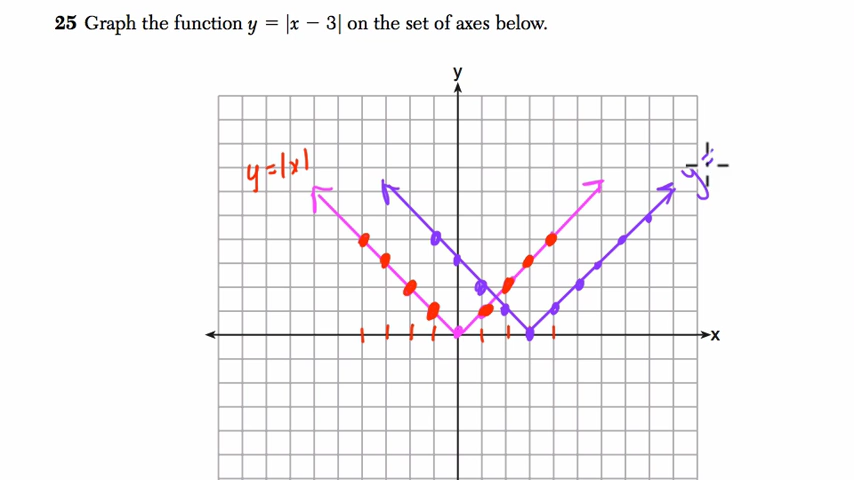 25 Graph the function y = |x − 3| on the set of axes below.
y
y=|x|
y
x